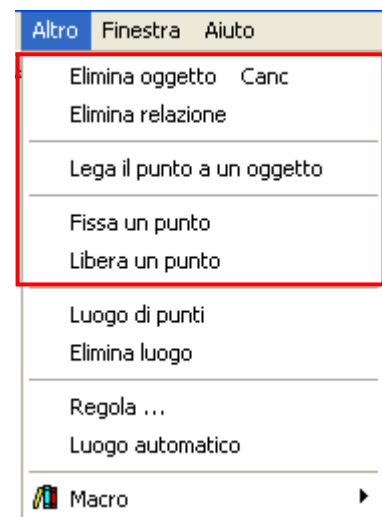 Altro Finestra Aiuto
Elimina oggetto Canc
Elimina relazione
Lega il punto a un oggetto
Fissa un punto
Libera un punto
Luogo di punti
Elimina luogo
Regola ...
Luogo automatico
Macro